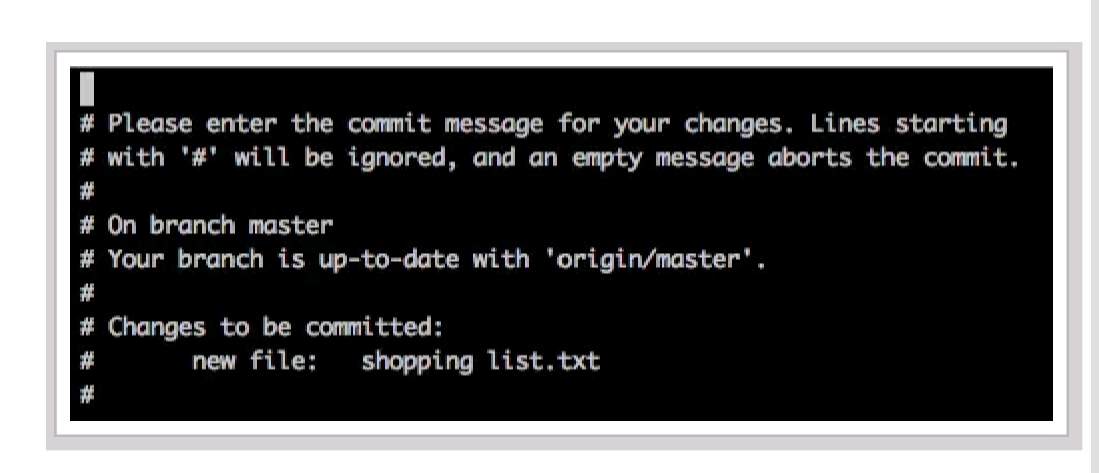 # Please enter the commit message for your changes. Lines starting
# with '#' will be ignored, and an empty message aborts the commit.
#
# On branch master
# Your branch is up-to-date with 'origin/master'.
#
# Changes to be committed:
#       new file:   shopping list.txt
#